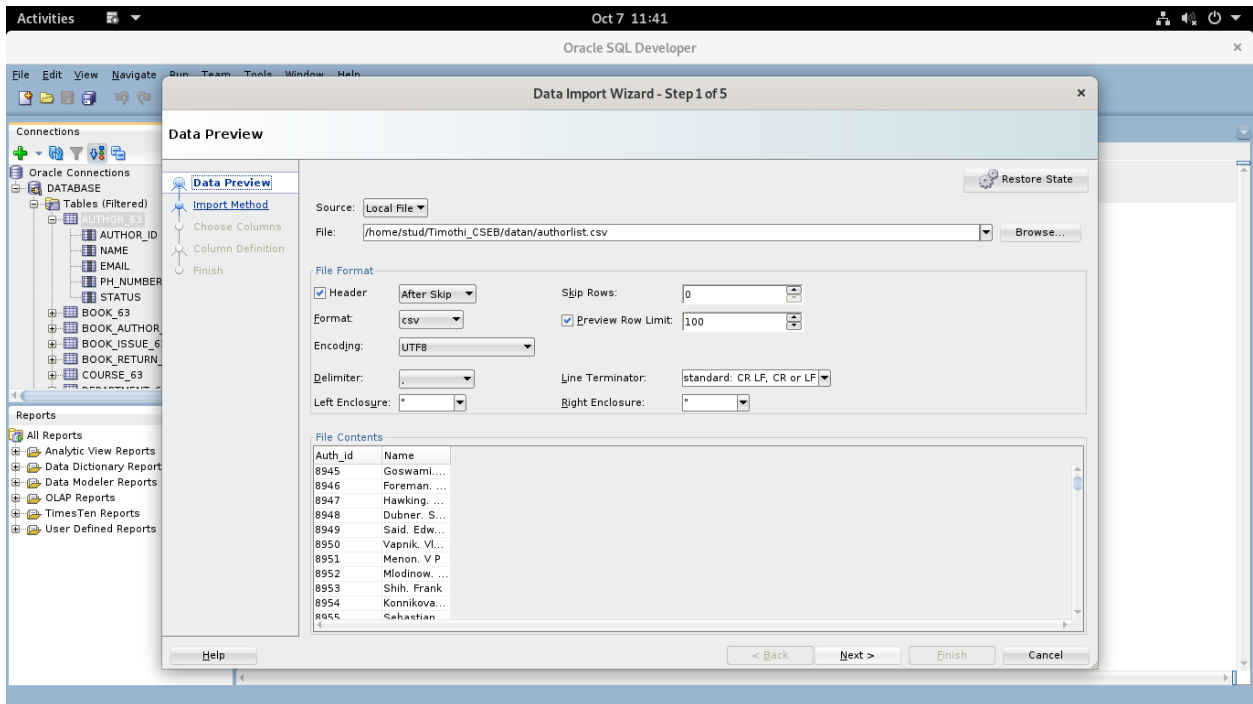 Activities
Oct 7 11:41
Oracle SQL Developer
File Edit View Navigate Run Team Tools Window Help
Data Import Wizard - Step 1 of 5
Connections
Oracle Connections
DATABASE
Tables (Filtered)
AUTHOR_63
AUTHOR_ID
NAME
EMAIL
PH_NUMBER
STATUS
BOOK_63
BOOK_AUTHOR_
BOOK_ISSUE_6
BOOK_RETURN_
COURSE_63
Reports
All Reports
Analytic View Reports
Data Dictionary Report
Data Modeler Reports
OLAP Reports
TimesTen Reports
User Defined Reports
Data Preview
Data Preview
Import Method
Choose Columns
Column Definition
Finish
Restore State
Source: Local File
File: /home/stud/Timothi_CSEB/datan/authorlist.csv Browse...
File Format
Header After Skip Skip Rows: 0
Format: csv Preview Row Limit: 100
Encoding: UTF8
Delimiter: , Line Terminator: standard: CR LF, CR or LF
Left Enclosure: " Right Enclosure: "
File Contents
Auth_id Name
8945 Goswami....
8946 Foreman. ...
8947 Hawking. ...
8948 Dubner. S...
8949 Said. Edw...
8950 Vapnik. Vl...
8951 Menon. V P
8952 Mlodinow. ...
8953 Shih. Frank
8954 Konnikova...
8955 Sebastian
Help < Back Next > Finish Cancel